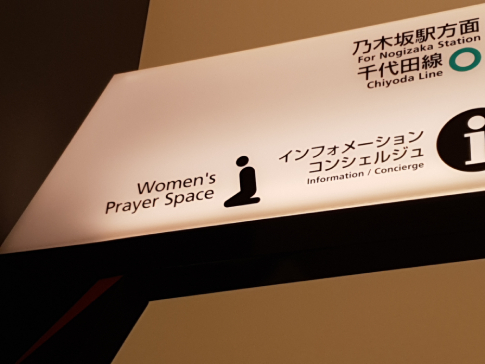 乃木坂駅方面
For Nogizaka Station
千代田線
Chiyoda Line
インフォメーション
コンシェルジュ
Information / Concierge
i
Women's
Prayer Space